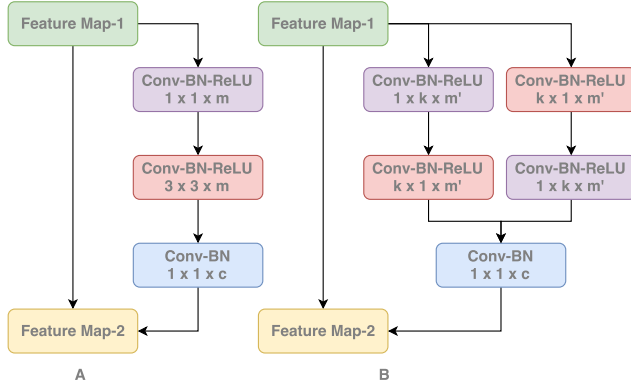 Feature Map-1
Conv-BN-ReLU
1 x 1 x m
Conv-BN-ReLU
3 x 3 x m
Conv-BN
1 x 1 x c
Feature Map-2
A
Feature Map-1
Conv-BN-ReLU
1 x k x m'
Conv-BN-ReLU
k x 1 x m'
Conv-BN-ReLU
k x 1 x m'
Conv-BN-ReLU
1 x k x m'
Conv-BN
1 x 1 x c
Feature Map-2
B